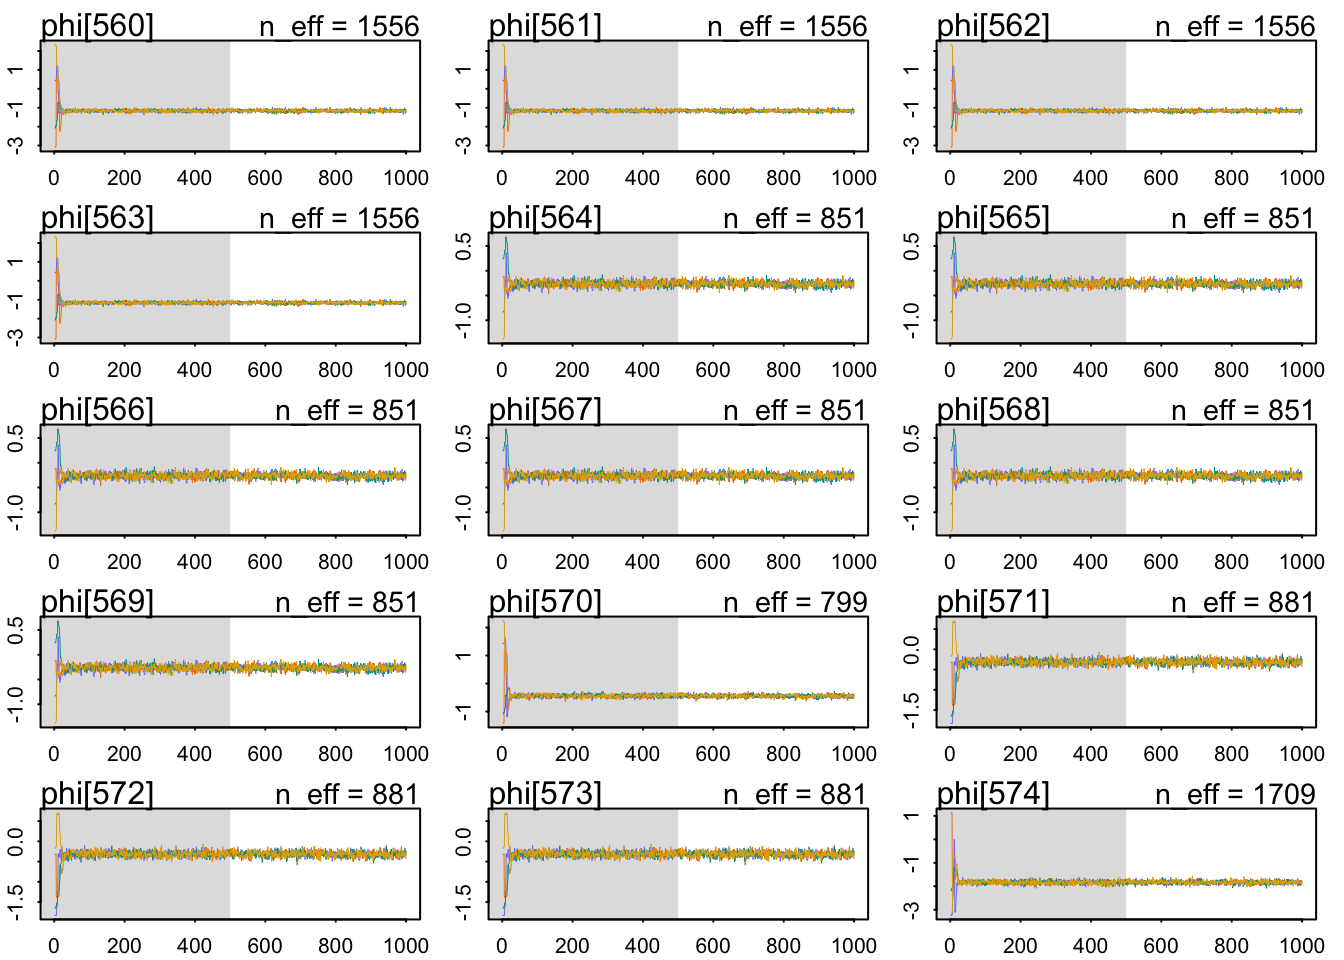 phi[560] n_eff = 1556 phi[561] n_eff = 1556 phi[562] n_eff = 1556
1 1 1
-1 -1 -1
-3 -3 -3
0 200 400 600 800 1000 0 200 400 600 800 1000 0 200 400 600 800 1000
phi[563] n_eff = 1556 phi[564] n_eff = 851 phi[565] n_eff = 851
1 0.5 0.5
-1
-3 -1.0 -1.0
0 200 400 600 800 1000 0 200 400 600 800 1000 0 200 400 600 800 1000
phi[566] n_eff = 851 phi[567] n_eff = 851 phi[568] n_eff = 851
0.5 0.5 0.5
-1.0 -1.0 -1.0
0 200 400 600 800 1000 0 200 400 600 800 1000 0 200 400 600 800 1000
phi[569] n_eff = 851 phi[570] n_eff = 799 phi[571] n_eff = 881
0.5 1 0.0
-1.0 -1 -1.5
0 200 400 600 800 1000 0 200 400 600 800 1000 0 200 400 600 800 1000
phi[572] n_eff = 881 phi[573] n_eff = 881 phi[574] n_eff = 1709
0.0 0.0 1
-1
-1.5 -1.5 -3
0 200 400 600 800 1000 0 200 400 600 800 1000 0 200 400 600 800 1000